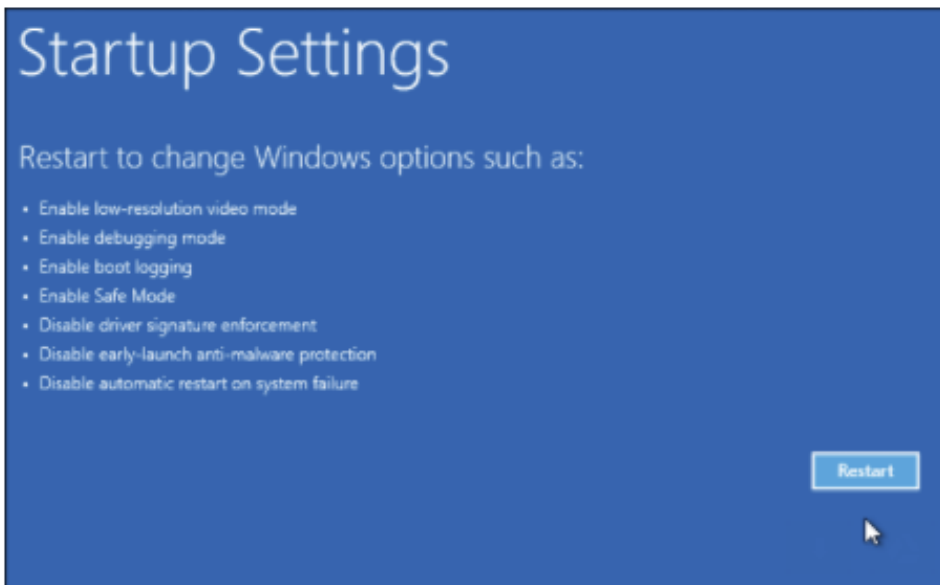 Startup Settings
Restart to change Windows options such as:
• Enable low-resolution video mode
• Enable debugging mode
• Enable boot logging
• Enable Safe Mode
• Disable driver signature enforcement
• Disable early-launch anti-malware protection
• Disable automatic restart on system failure
Restart